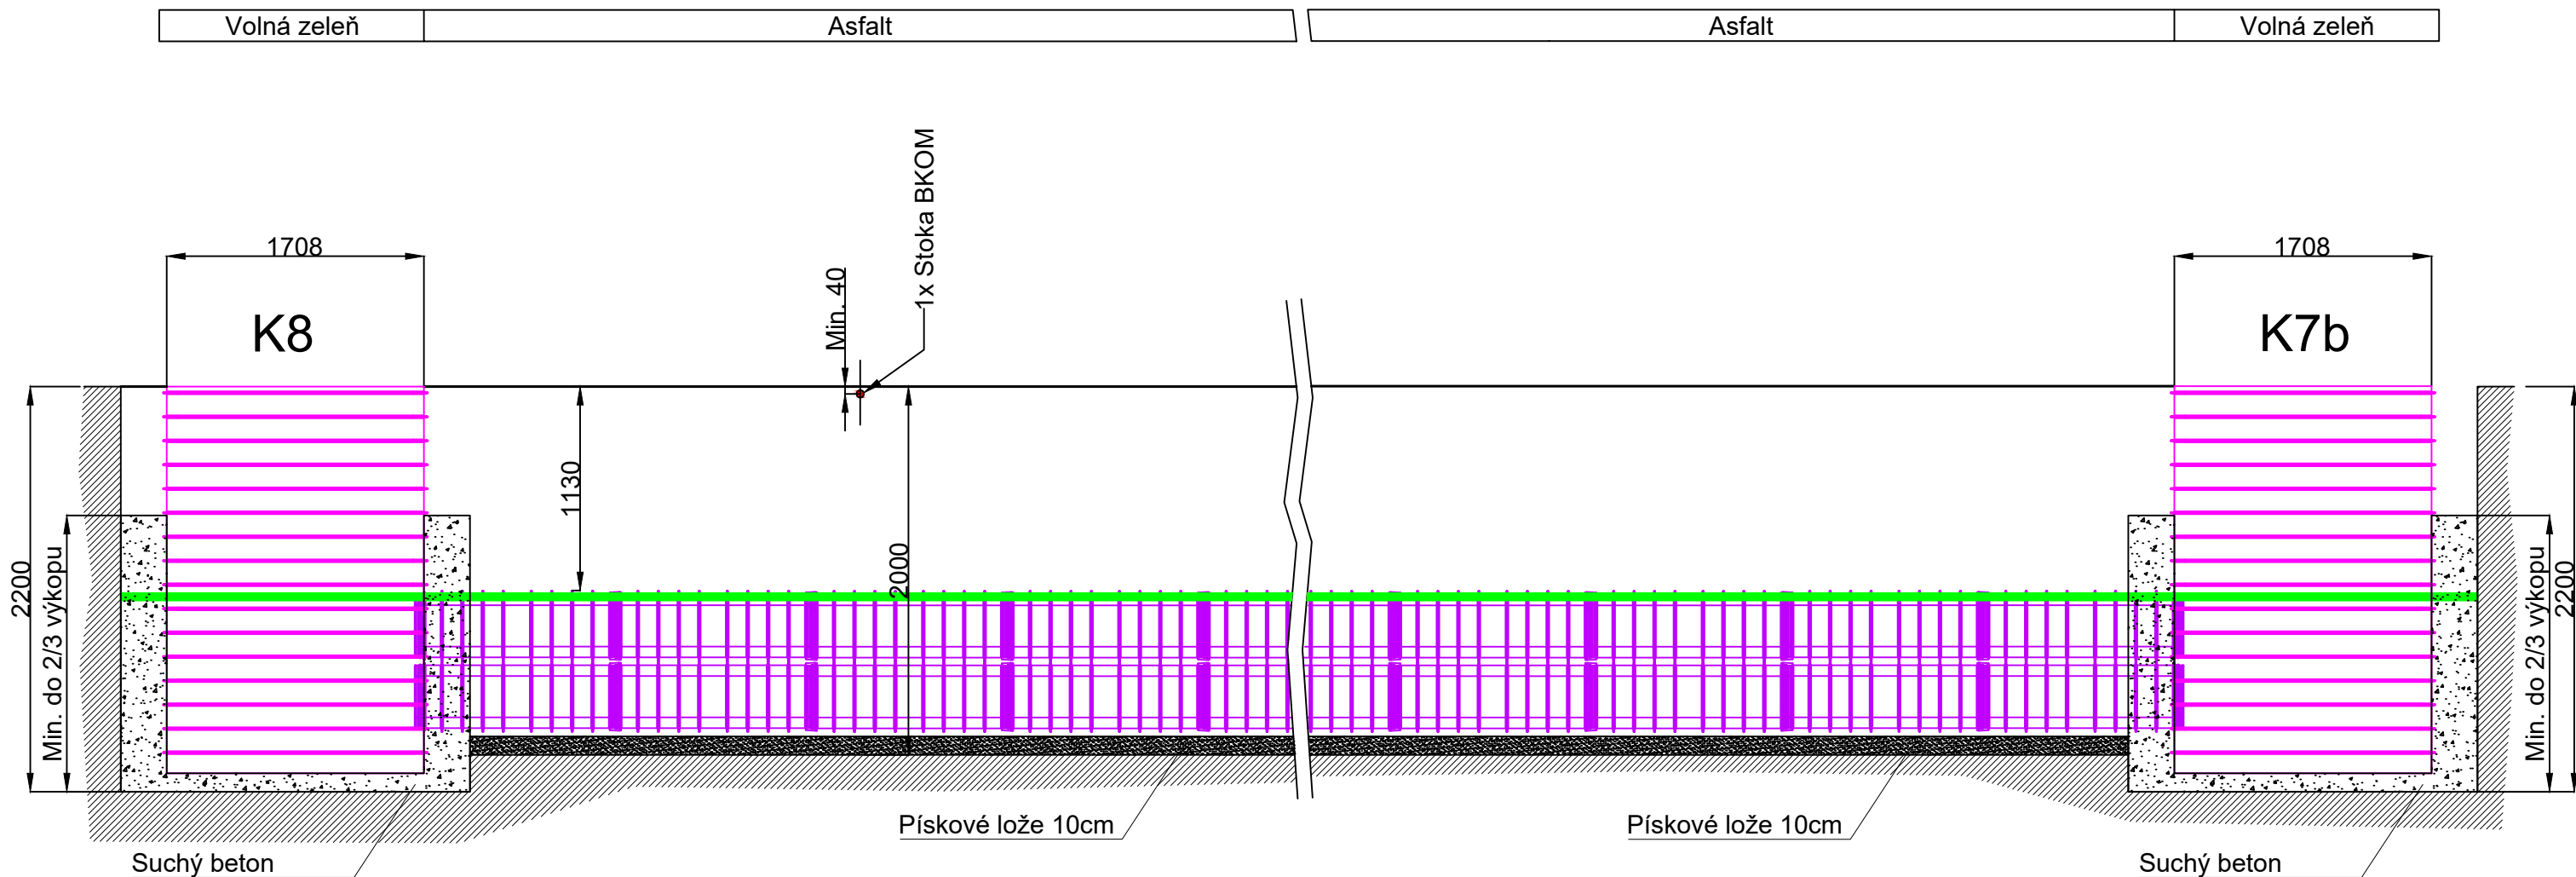 Volná zeleň
Asfalt
Asfalt
Volná zeleň
1x Stoka BKOM
Min. 40
1708
1708
K8
K7b
1130
2000
2200
Min. do 2/3 výkopu
Min. do 2/3 výkopu
2200
Pískové lože 10cm
Pískové lože 10cm
Suchý beton
Suchý beton